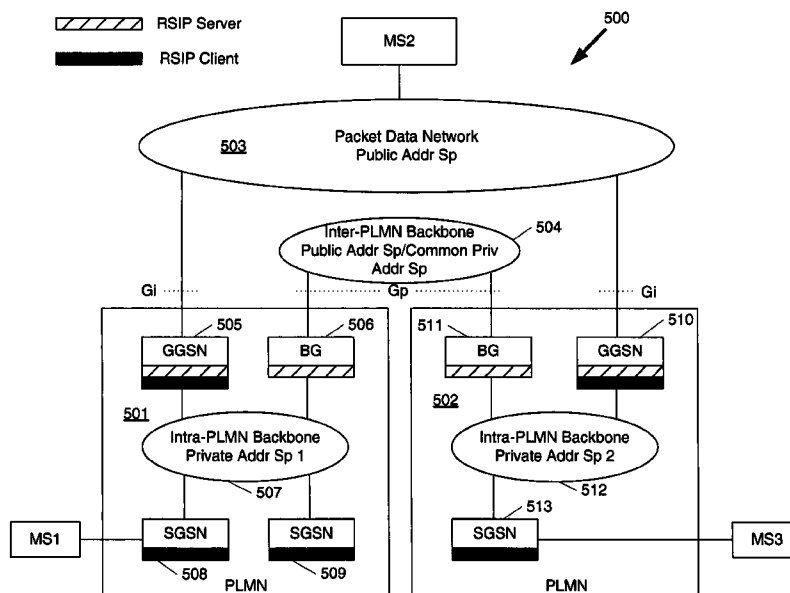 RSIP Server
RSIP Client
MS2
500
503
Packet Data Network
Public Addr Sp
504
Inter-PLMN Backbone
Public Addr Sp/Common Priv
Addr Sp
Gi
Gp
Gi
505
506
511
510
GGSN
BG
BG
GGSN
501
502
Intra-PLMN Backbone
Private Addr Sp 1
Intra-PLMN Backbone
Private Addr Sp 2
507
512
513
MS1
SGSN
SGSN
SGSN
MS3
508
509
PLMN
PLMN